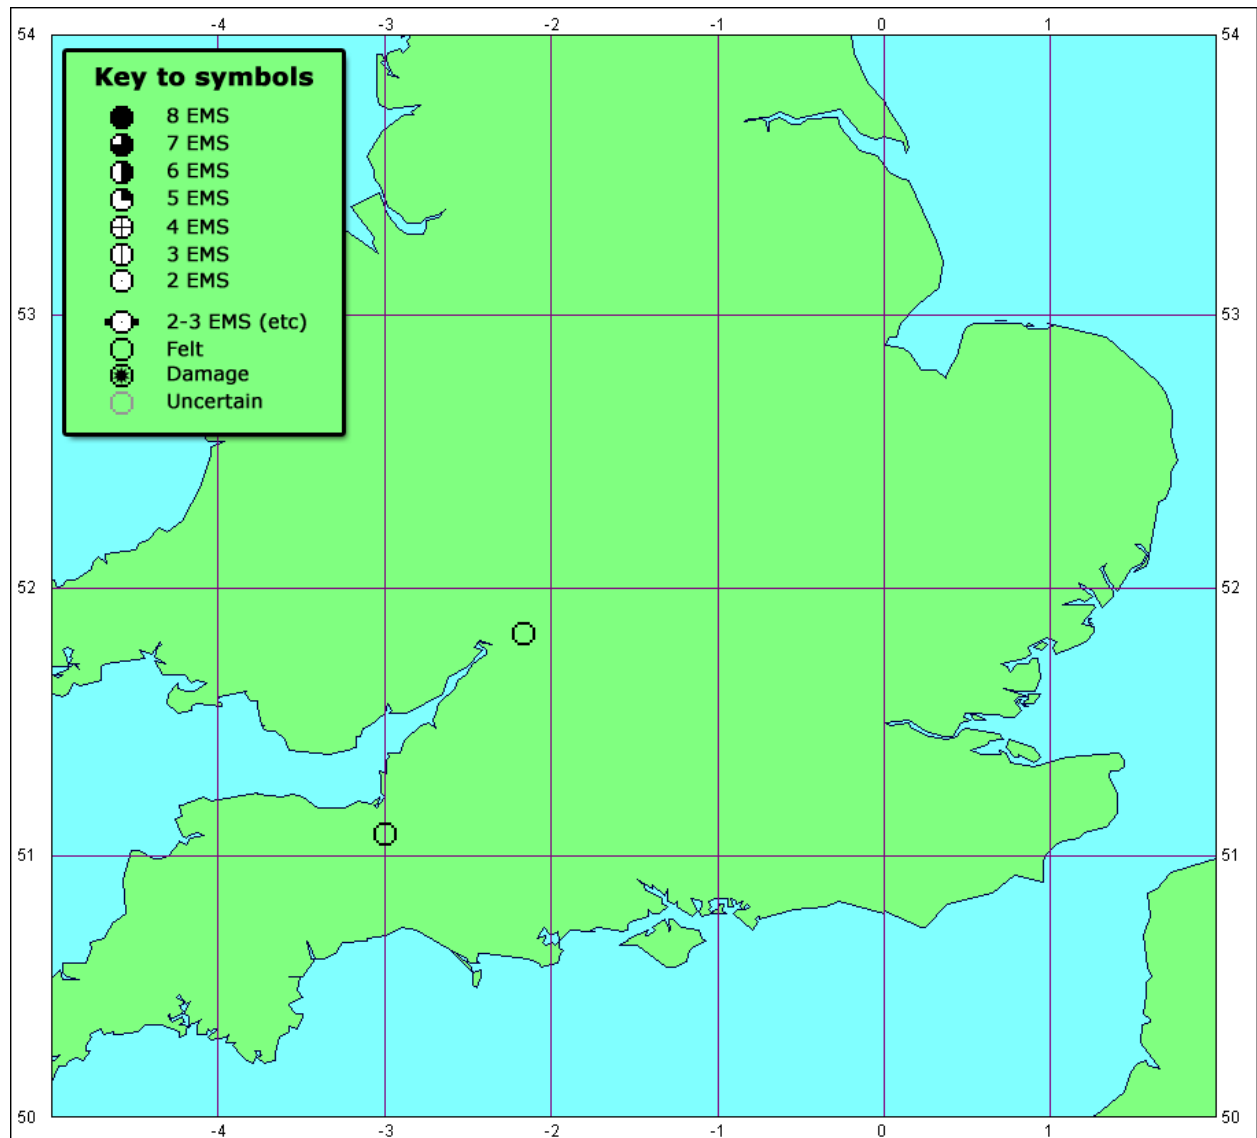 -4 -3 -2 -1 0 1
54 54
Key to symbols
8 EMS
7 EMS
6 EMS
5 EMS
4 EMS
3 EMS
2 EMS
2-3 EMS (etc)
Felt
Damage
Uncertain
53 53
52 52
51 51
50 50
-4 -3 -2 -1 0 1